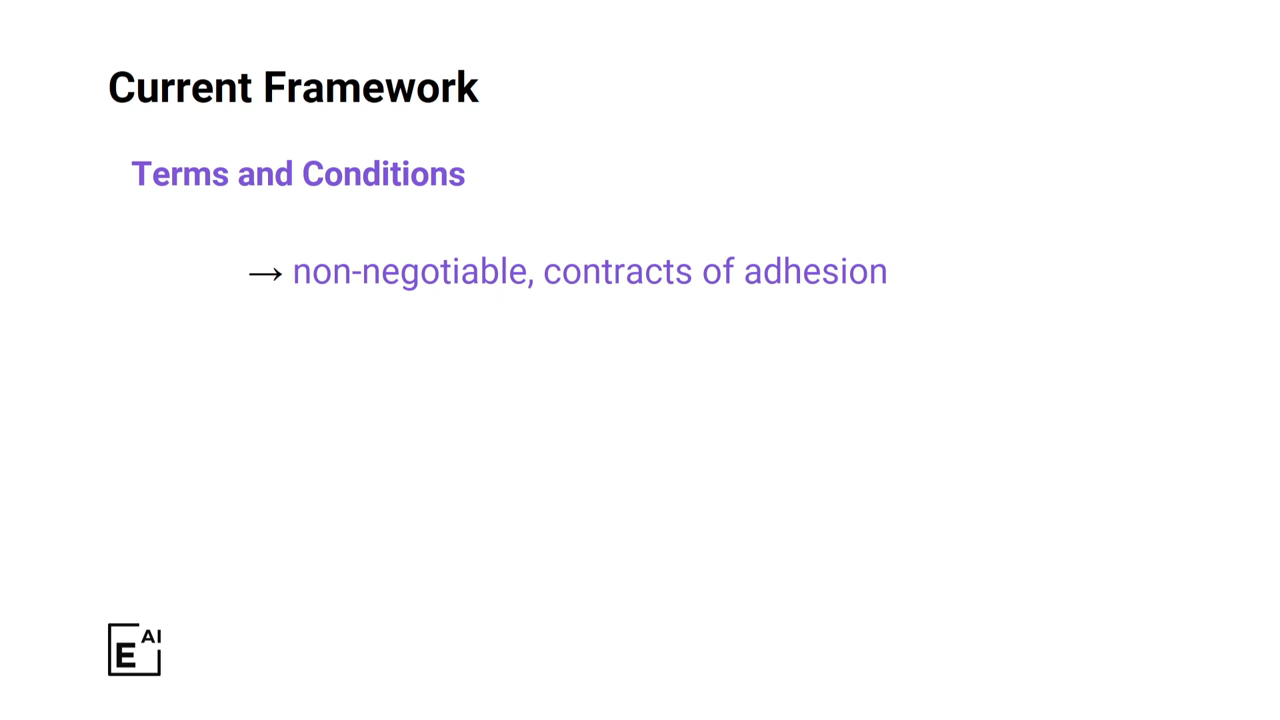 Current Framework
Terms and Conditions
→ non-negotiable, contracts of adhesion
E AI